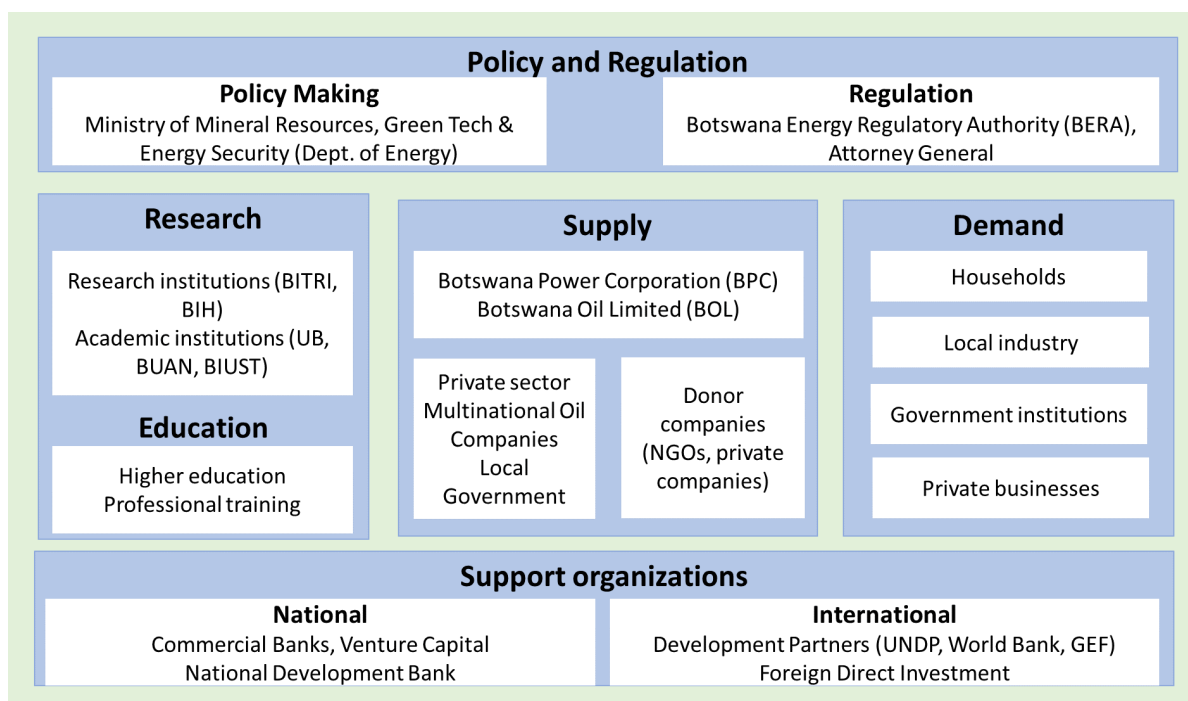 Policy and Regulation
Policy Making
Ministry of Mineral Resources, Green Tech &
Energy Security (Dept. of Energy)
Regulation
Botswana Energy Regulatory Authority (BERA),
Attorney General
Research
Research institutions (BITRI,
BIH)
Academic institutions (UB,
BUAN, BIUST)
Education
Higher education
Professional training
Supply
Botswana Power Corporation (BPC)
Botswana Oil Limited (BOL)
Private sector
Multinational Oil
Companies
Local
Government
Donor
companies
(NGOs, private
companies)
Demand
Households
Local industry
Government institutions
Private businesses
Support organizations
National
Commercial Banks, Venture Capital
National Development Bank
International
Development Partners (UNDP, World Bank, GEF)
Foreign Direct Investment